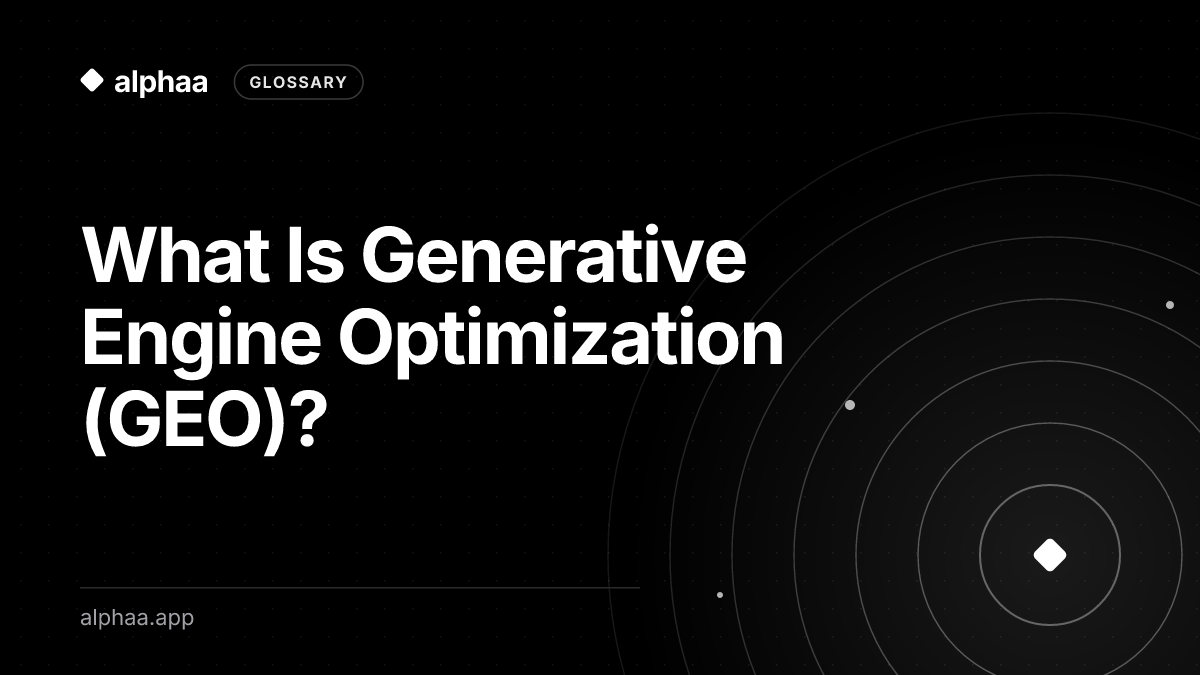 alphaa
GLOSSARY
What Is Generative
Engine Optimization
(GEO)?
alphaa.app